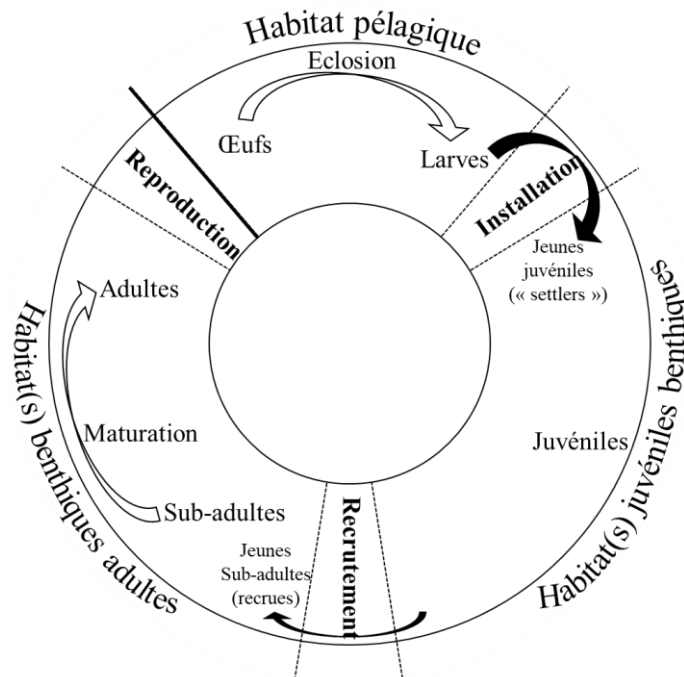 Habitat pélagique
Eclosion
Œufs
Larves
Installation
Jeunes
juvéniles
(« settlers »)
Habitat(s) juvéniles benthiques
Juvéniles
Recrutement
Jeunes
Sub-adultes
(recrues)
Sub-adultes
Maturation
Adultes
Habitat(s) benthiques adultes
Reproduction